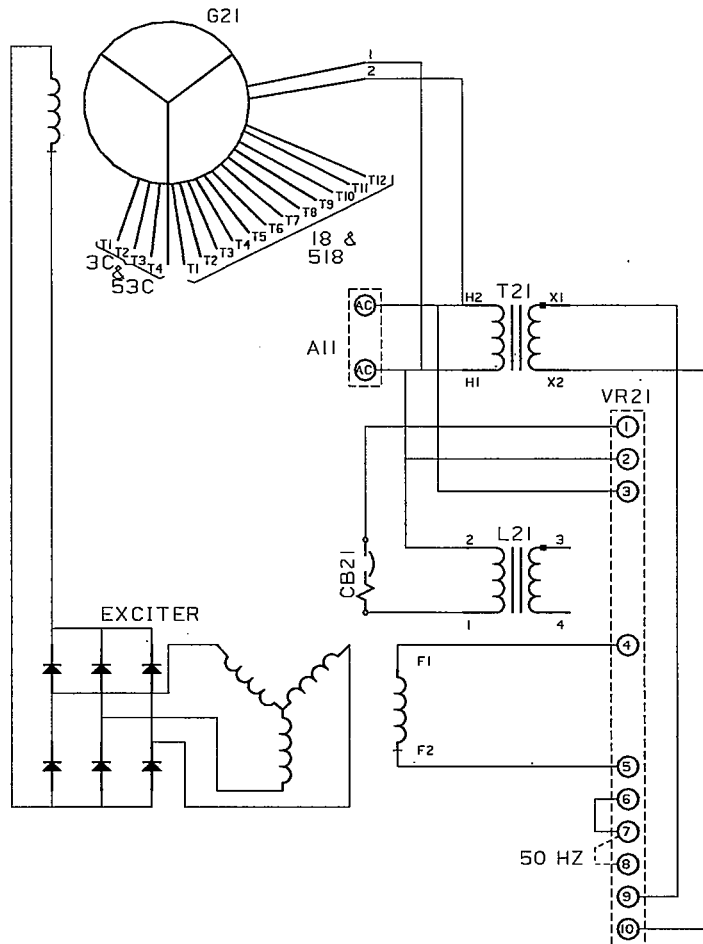 G21
1
2
T1
T2
T3
T4
T1
T2
T3
T4
T5
T6
T7
T8
T9
T10
T11
T12
3C &
53C
18 &
518
AC
A11
AC
H2
T21
X1
H1
X2
VR21
1
2
3
2
L21
3
CB21
1
4
EXCITER
4
F1
F2
5
6
7
50 HZ
8
9
10